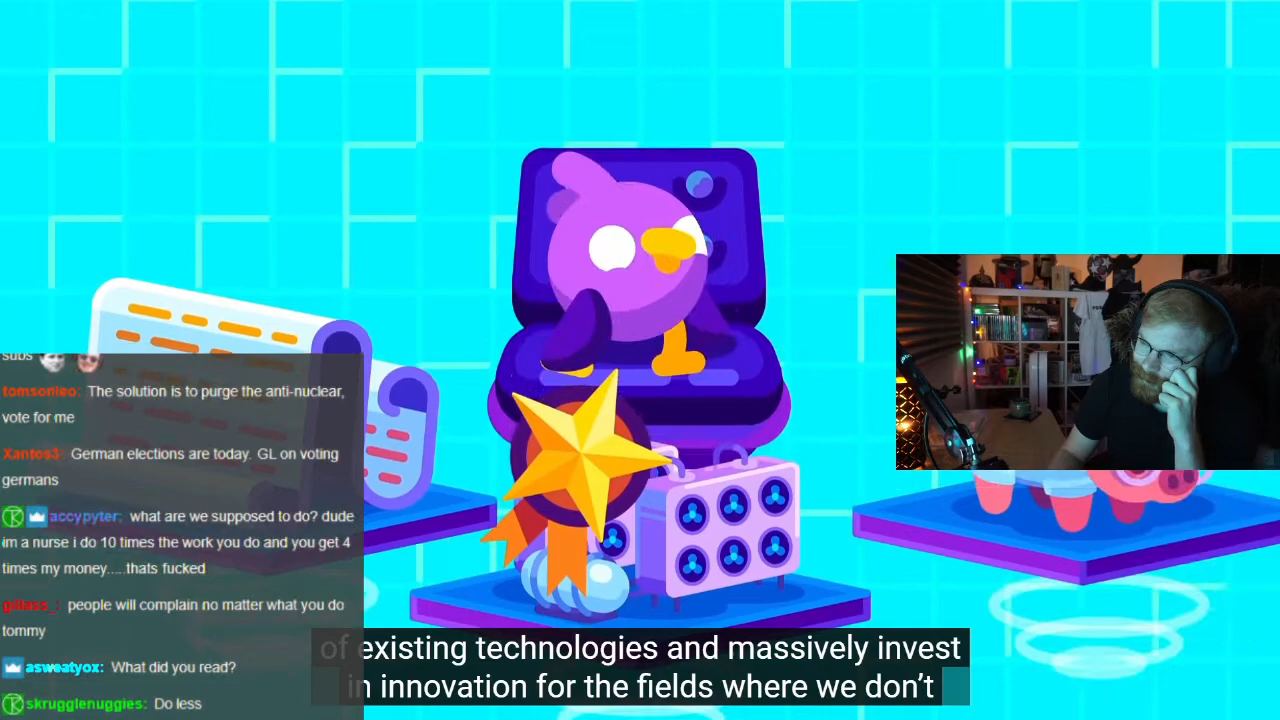 subs
tomsonleo: The solution is to purge the anti-nuclear,
vote for me
Xantos3: German elections are today. GL on voting
germans
accypyter: what are we supposed to do? dude
im a nurse i do 10 times the work you do and you get 4
times my money.....thats fucked
people will complain no matter what you do
tommy
asweatyox: What did you read?
skrugglenuggies: Do less
of existing technologies and massively invest
in innovation for the fields where we don't